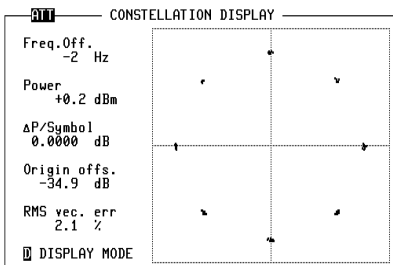 ATT CONSTELLATION DISPLAY
Freq.Off.
-2 Hz
Power
+0.2 dBm
ΔP/Symbol
0.0000 dB
Origin offs.
-34.9 dB
RMS vec. err
2.1 %
D DISPLAY MODE